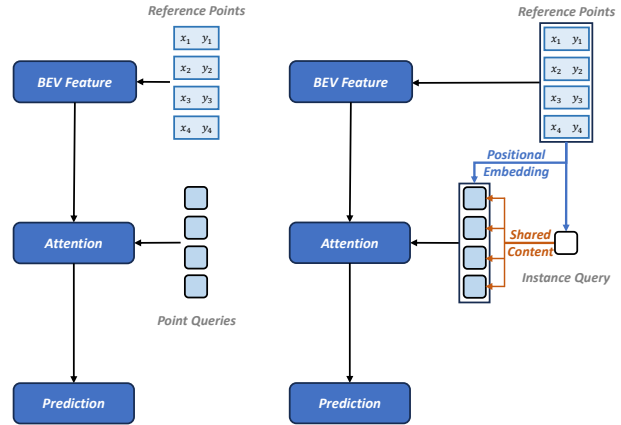 Reference Points
x₁ y₁
x₂ y₂
x₃ y₃
x₄ y₄
BEV Feature
Attention
Point Queries
Prediction
Reference Points
x₁ y₁
x₂ y₂
x₃ y₃
x₄ y₄
BEV Feature
Positional
Embedding
Attention
Shared
Content
Instance Query
Prediction